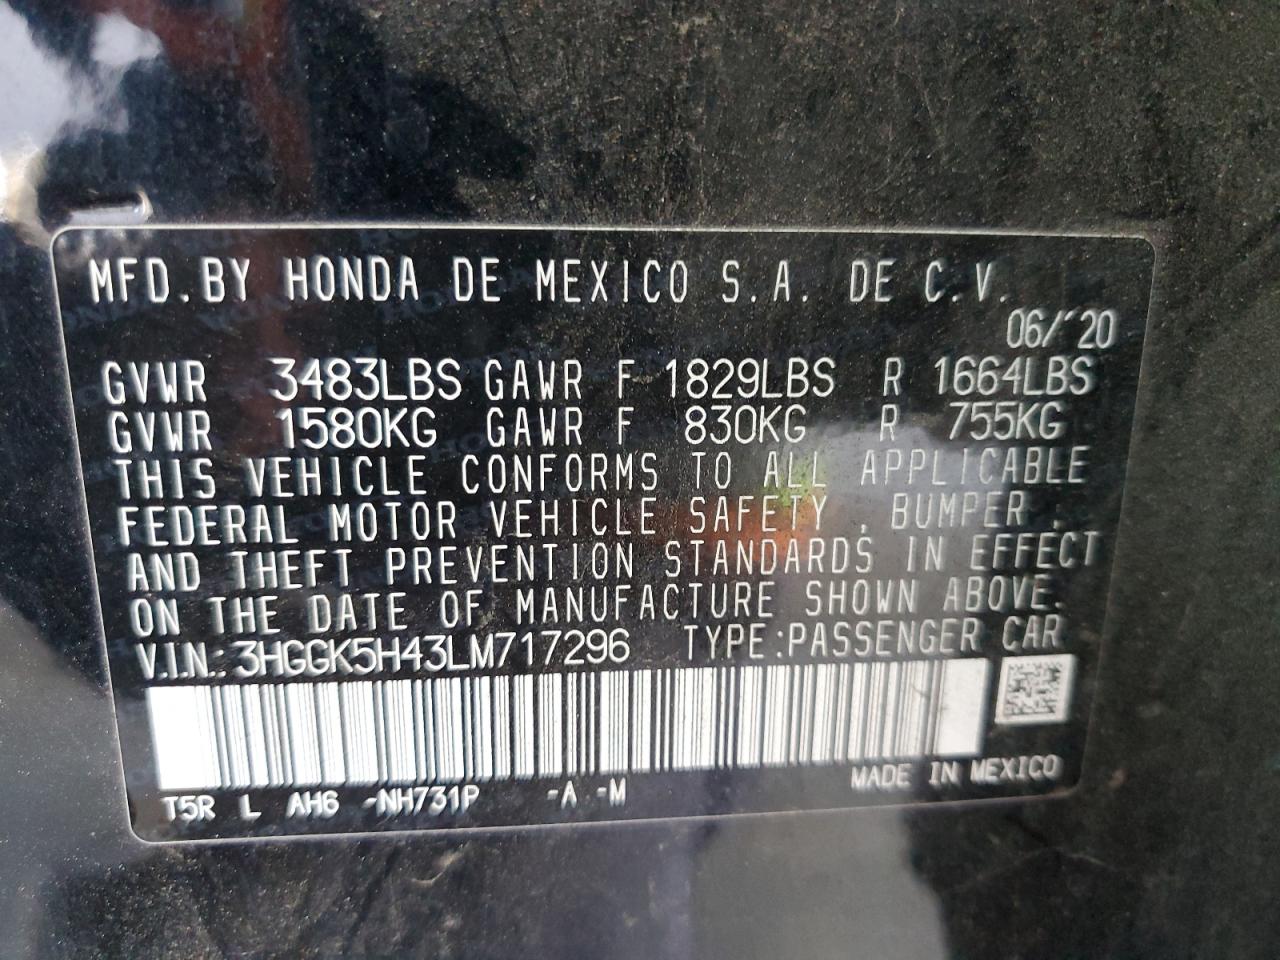 MFD.BY HONDA DE MEXICO S.A. DE C.V.
06/'20
GVWR 3483LBS GAWR F 1829LBS R 1664LBS
GVWR 1580KG GAWR F 830KG R 755KG
THIS VEHICLE CONFORMS TO ALL APPLICABLE
FEDERAL MOTOR VEHICLE SAFETY , BUMPER ,
AND THEFT PREVENTION STANDARDS IN EFFECT
ON THE DATE OF MANUFACTURE SHOWN ABOVE.
V.I.N.: 3HGGK5H43LM717296 TYPE:PASSENGER CAR
MADE IN MEXICO
T5R L AH6 -NH731P -A -M